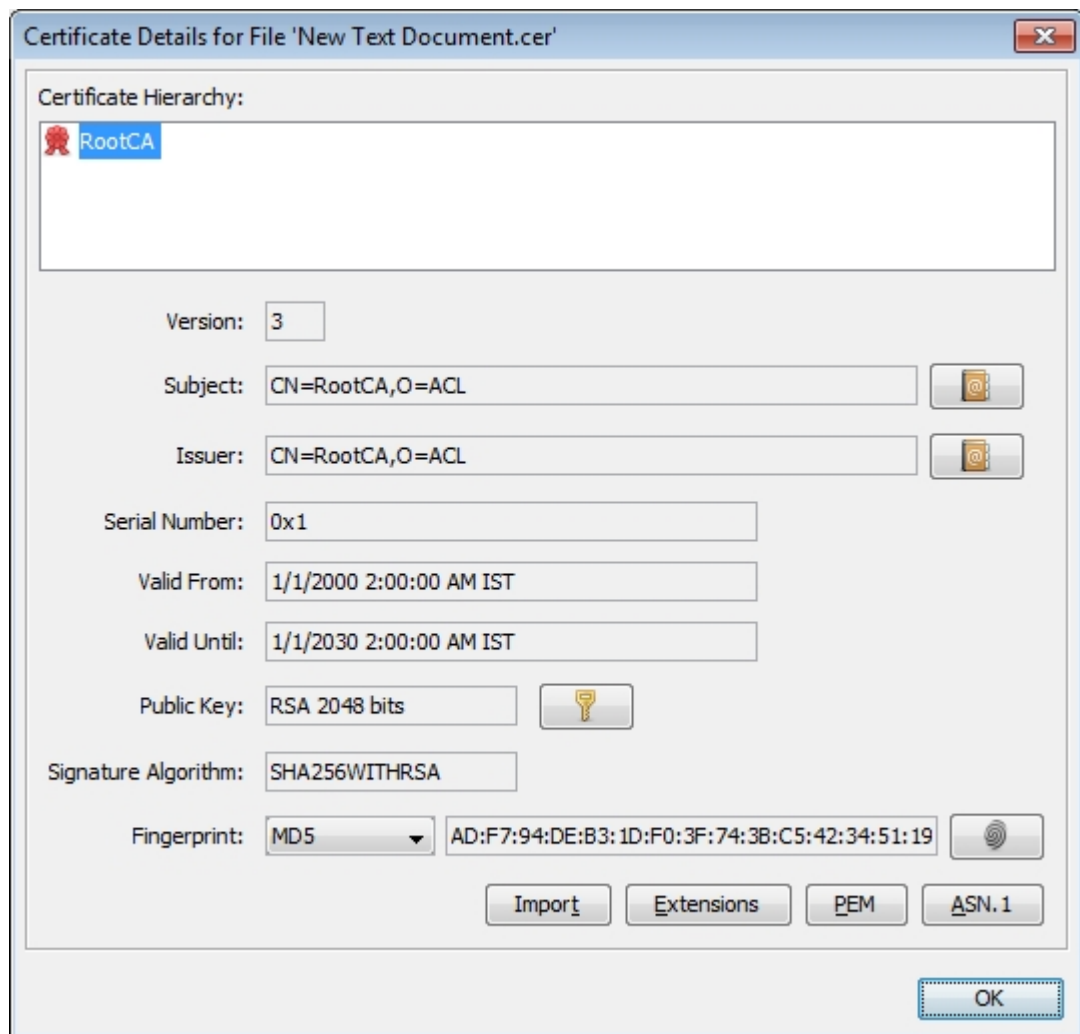 Certificate Details for File 'New Text Document.cer'
Certificate Hierarchy:
RootCA
Version: 3
Subject: CN=RootCA,O=ACL
Issuer: CN=RootCA,O=ACL
Serial Number: 0x1
Valid From: 1/1/2000 2:00:00 AM IST
Valid Until: 1/1/2030 2:00:00 AM IST
Public Key: RSA 2048 bits
Signature Algorithm: SHA256WITHRSA
Fingerprint: MD5 AD:F7:94:DE:B3:1D:F0:3F:74:3B:C5:42:34:51:19
Import Extensions PEM ASN.1
OK